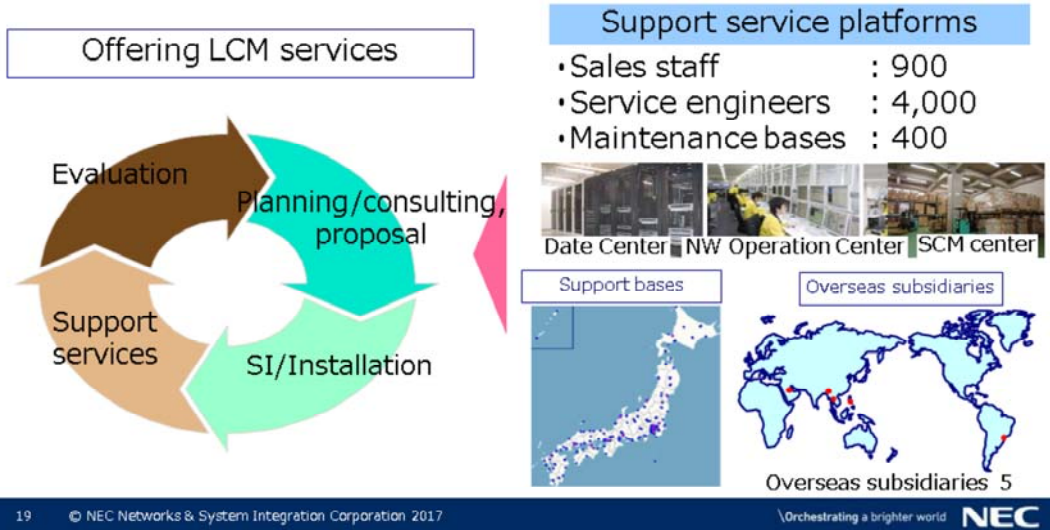 Offering LCM services
Evaluation
Planning/consulting,
proposal
SI/Installation
Support
services
Support service platforms
・Sales staff : 900
・Service engineers : 4,000
・Maintenance bases : 400
Date Center NW Operation Center SCM center
Support bases
Overseas subsidiaries
Overseas subsidiaries 5
19 © NEC Networks & System Integration Corporation 2017
\Orchestrating a brighter world NEC